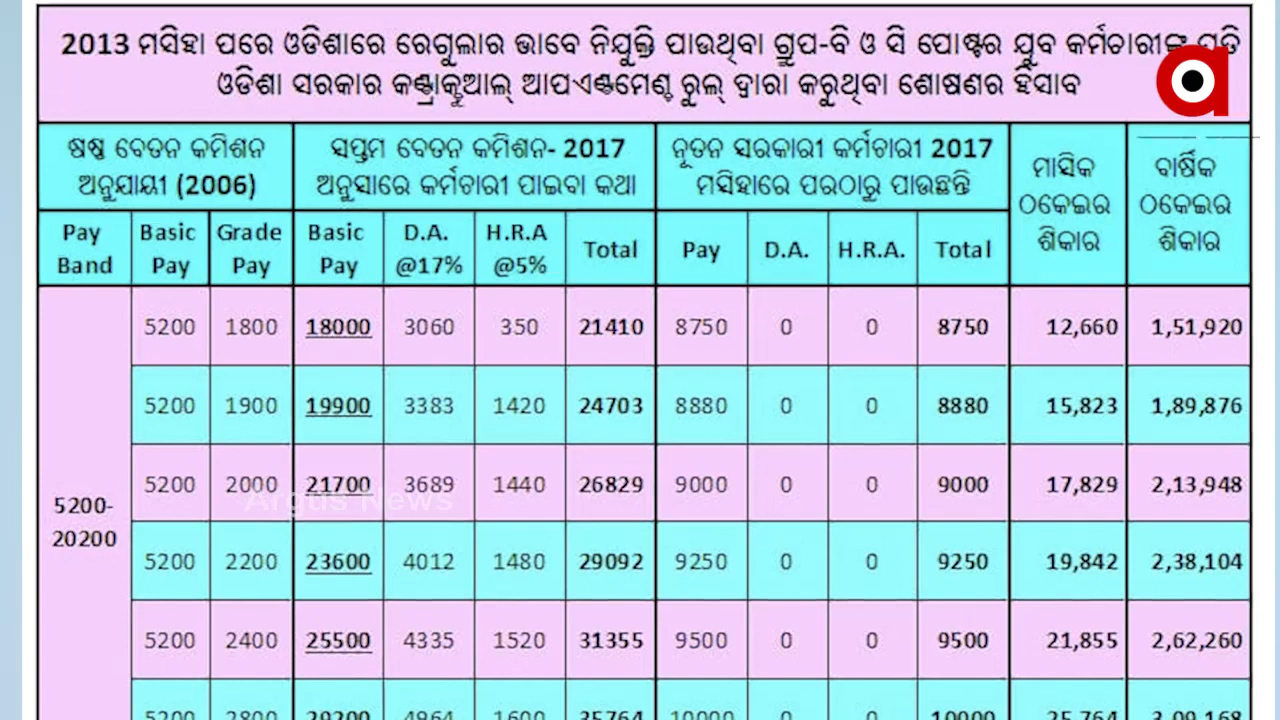 2013 ମସିହା ପରେ ଓଡିଶାରେ ରେଗୁଲାର ଭାବେ ନିଯୁକ୍ତି ପାଉଥିବା ଗ୍ରୁପ-ବି ଓ ସି ପୋଷ୍ଟର ଯୁବ କର୍ମଚାରୀଙ୍କ ପ୍ରତି
ଓଡିଶା ସରକାର କଣ୍ଟ୍ରାକ୍ଟୁଆଲ୍ ଆପଏଣ୍ଟମେଣ୍ଟ ରୁଲ୍ ଦ୍ୱାରା କରୁଥିବା ଶୋଷଣର ହିସାବ
ଷଷ୍ଠ ବେତନ କମିଶନ
ଅନୁଯାୟୀ (2006)
ସପ୍ତମ ବେତନ କମିଶନ- 2017
ଅନୁସାରେ କର୍ମଚାରୀ ପାଇବା କଥା
ନୂତନ ସରକାରୀ କର୍ମଚାରୀ 2017
ମସିହାରେ ପରଠାରୁ ପାଉଛନ୍ତି
ମାସିକ
ଠକେଇର
ଶିକାର
ବାର୍ଷିକ
ଠକେଇର
ଶିକାର
Pay Band Basic Pay Grade Pay Basic Pay D.A. @17% H.R.A @5% Total Pay D.A. H.R.A. Total
5200-
20200
5200 1800 18000 3060 350 21410 8750 0 0 8750 12,660 1,51,920
5200 1900 19900 3383 1420 24703 8880 0 0 8880 15,823 1,89,876
5200 2000 21700 3689 1440 26829 9000 0 0 9000 17,829 2,13,948
5200 2200 23600 4012 1480 29092 9250 0 0 9250 19,842 2,38,104
5200 2400 25500 4335 1520 31355 9500 0 0 9500 21,855 2,62,260
5200 2800 29200 4964 1600 35764 10000 0 0 10000 25,764 3,09,168
Argus News